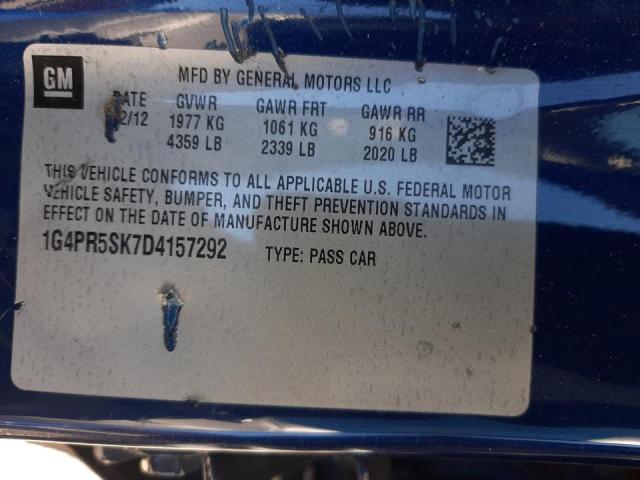 GM
MFD BY GENERAL MOTORS LLC
DATE GVWR GAWR FRT GAWR RR
2/12 1977 KG 1061 KG 916 KG
4359 LB 2339 LB 2020 LB
THIS VEHICLE CONFORMS TO ALL APPLICABLE U.S. FEDERAL MOTOR
VEHICLE SAFETY, BUMPER, AND THEFT PREVENTION STANDARDS IN
EFFECT ON THE DATE OF MANUFACTURE SHOWN ABOVE.
1G4PR5SK7D4157292 TYPE: PASS CAR